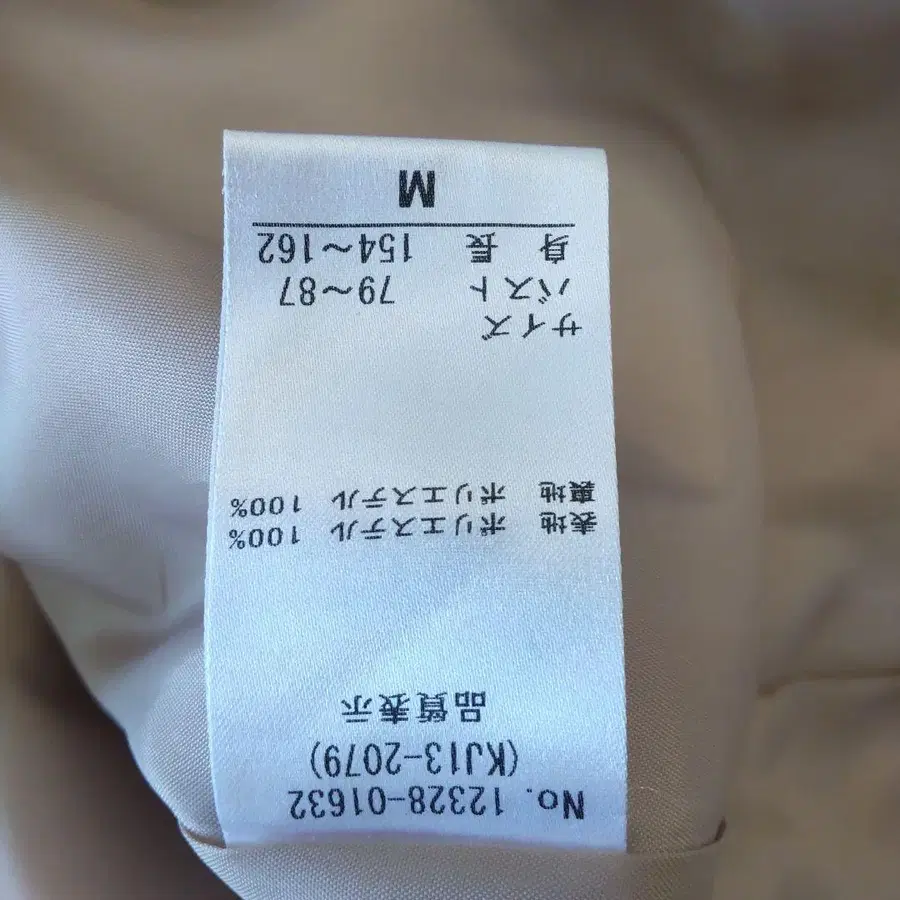 No. 12328-01632
(KJ13-2079)
品質表示
表地 ポリエステル 100%
裏地 ポリエステル 100%
サイズ
バスト 79~87
身長 154~162
M